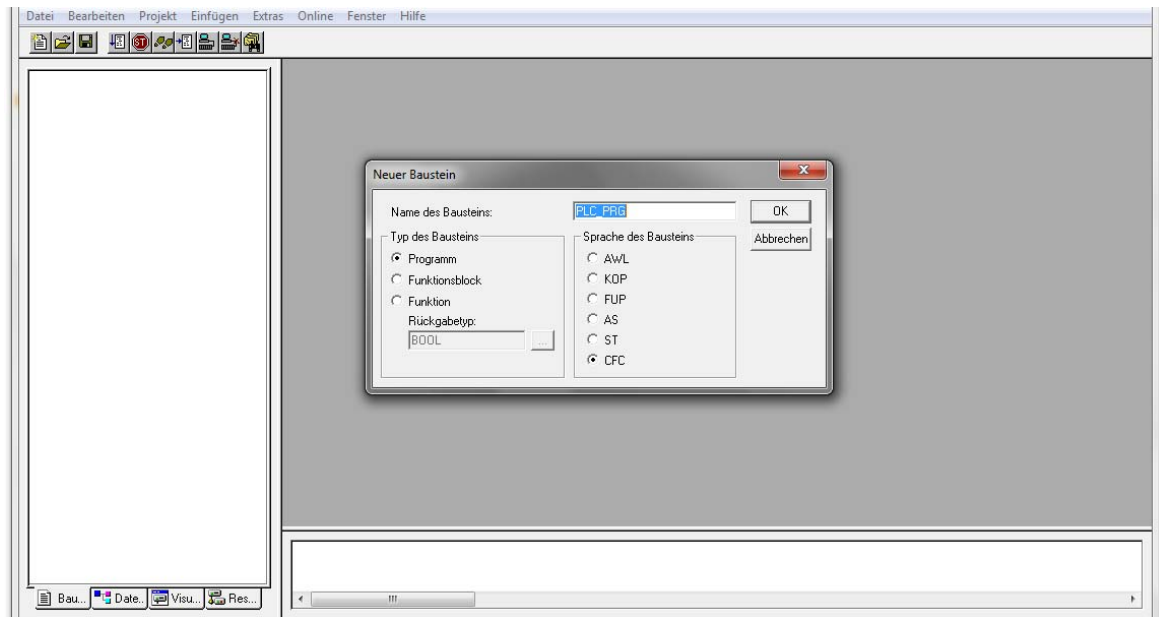 Datei Bearbeiten Projekt Einfügen Extras Online Fenster Hilfe
ST
Neuer Baustein
Name des Bausteins: PLC_PRG OK
Abbrechen
Typ des Bausteins
Programm
Funktionsblock
Funktion
Rückgabetyp:
BOOL ...
Sprache des Bausteins
AWL
KOP
FUP
AS
ST
CFC
Bau... Date.. Visu... Res...